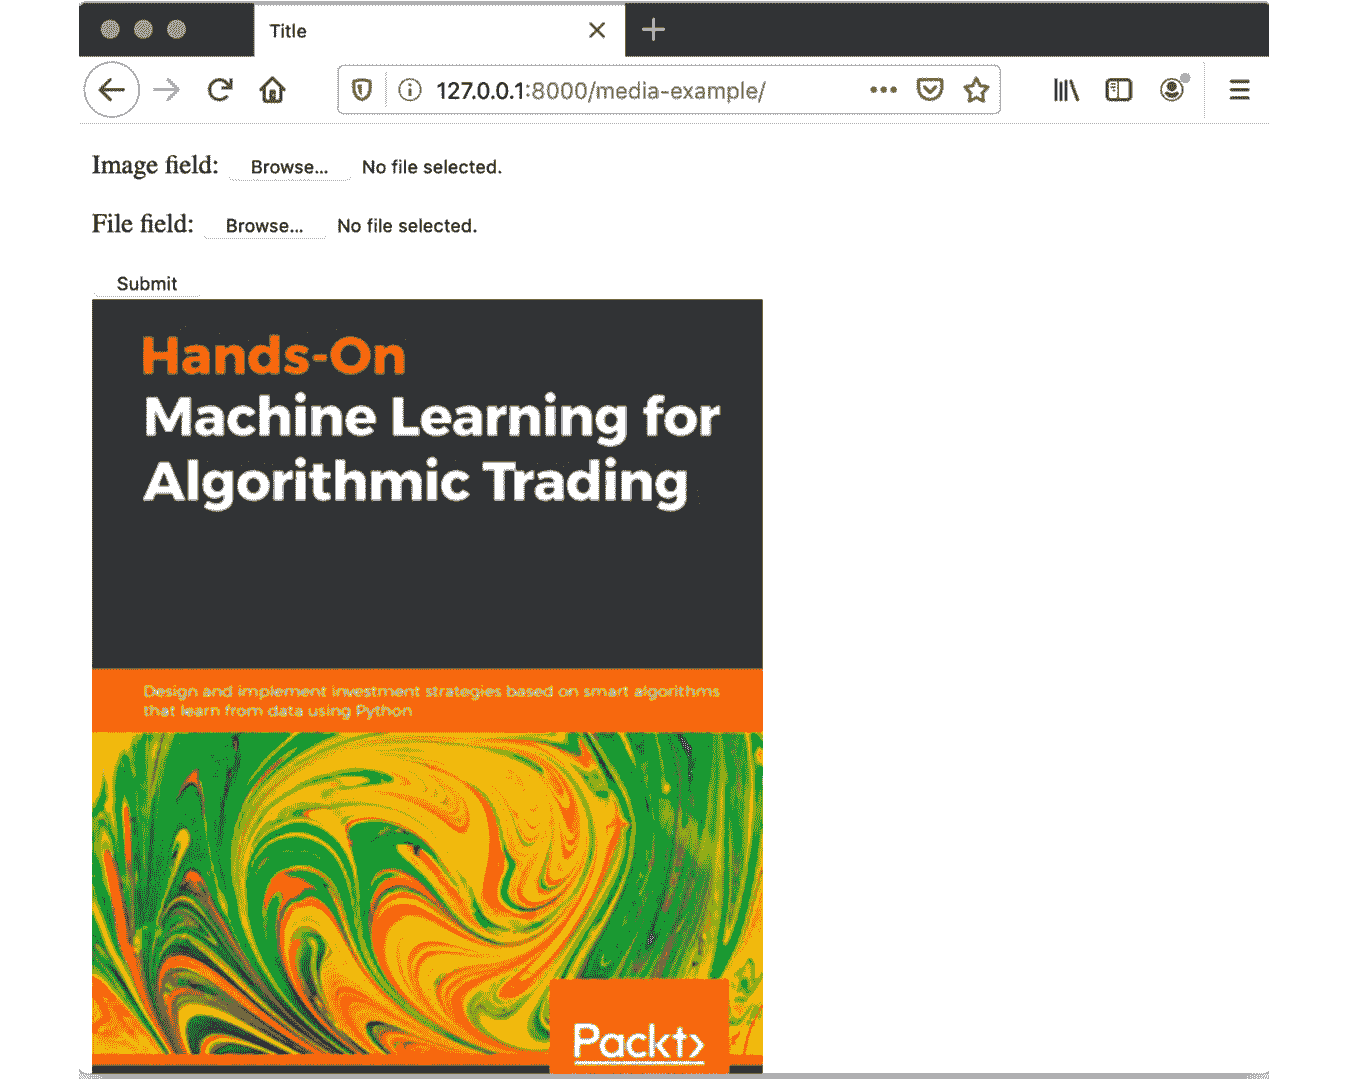 Title
127.0.0.1:8000/media-example/
Image field: Browse... No file selected.
File field: Browse... No file selected.
Submit
Hands-On
Machine Learning for
Algorithmic Trading
Design and implement investment strategies based on smart algorithms
that learn from data using Python
Packt>